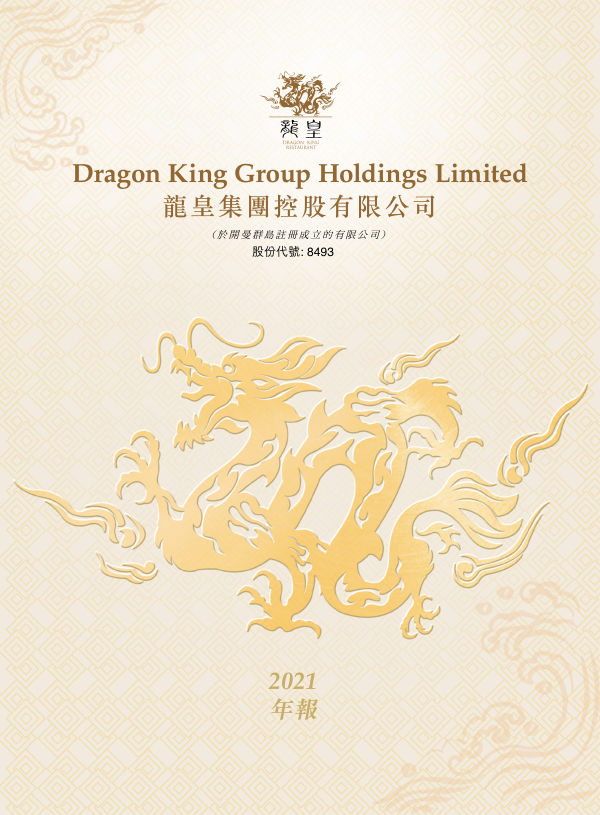 龍皇
DRAGON KING
RESTAURANT
Dragon King Group Holdings Limited
龍皇集團控股有限公司
（於開曼群島註冊成立的有限公司）
股份代號: 8493
2021
年報